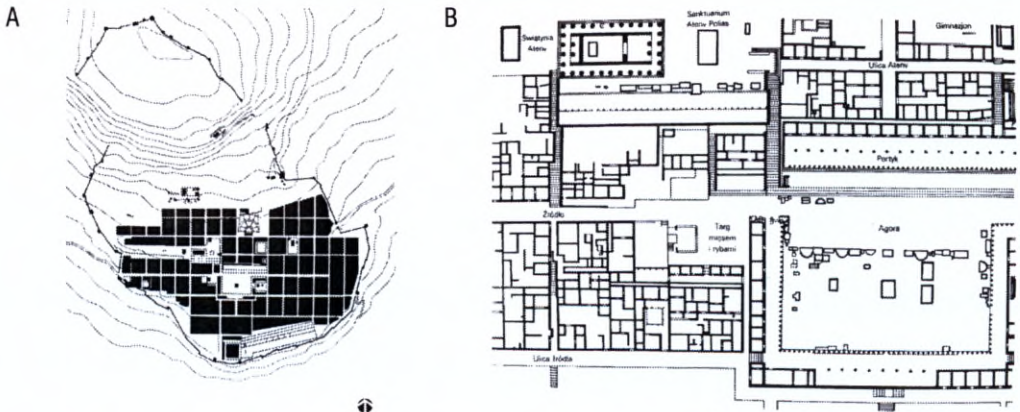 A
B
Świątynia
Ateny
Sanktuarium
Ateny Polias
Gimnazjon
Ulica Ateny
Portyk
Źródło
Targ
mięsem
i rybami
Agora
Ulica Źródła